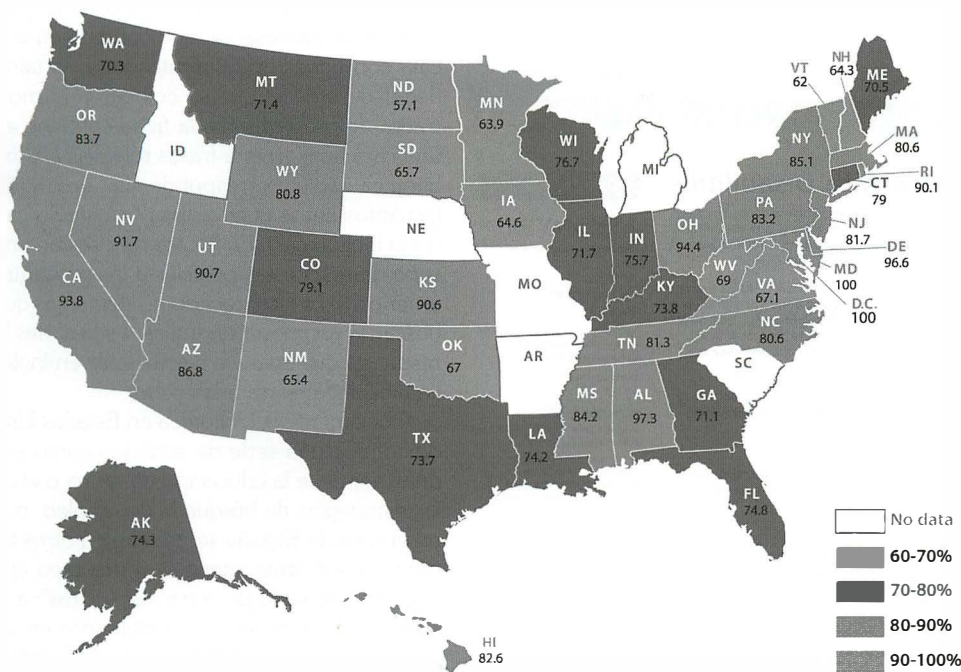 WA
70.3
MT
71.4
ND
57.1
MN
63.9
VT
62
NH
64.3
ME
70.5
OR
83.7
ID
SD
65.7
WI
76.7
MI
NY
85.1
MA
80.6
RI
90.1
CT
79
WY
80.8
IA
64.6
PA
83.2
NJ
81.7
NV
91.7
UT
90.7
NE
IL
71.7
IN
75.7
OH
94.4
DE
96.6
MD
100
D.C.
100
CA
93.8
CO
79.1
KS
90.6
MO
KY
73.8
WV
69
VA
67.1
AZ
86.8
NM
65.4
OK
67
AR
TN 81.3
NC
80.6
SC
TX
73.7
LA
74.2
MS
84.2
AL
97.3
GA
71.1
FL
74.8
AK
74.3
HI
82.6
No data
60-70%
70-80%
80-90%
90-100%